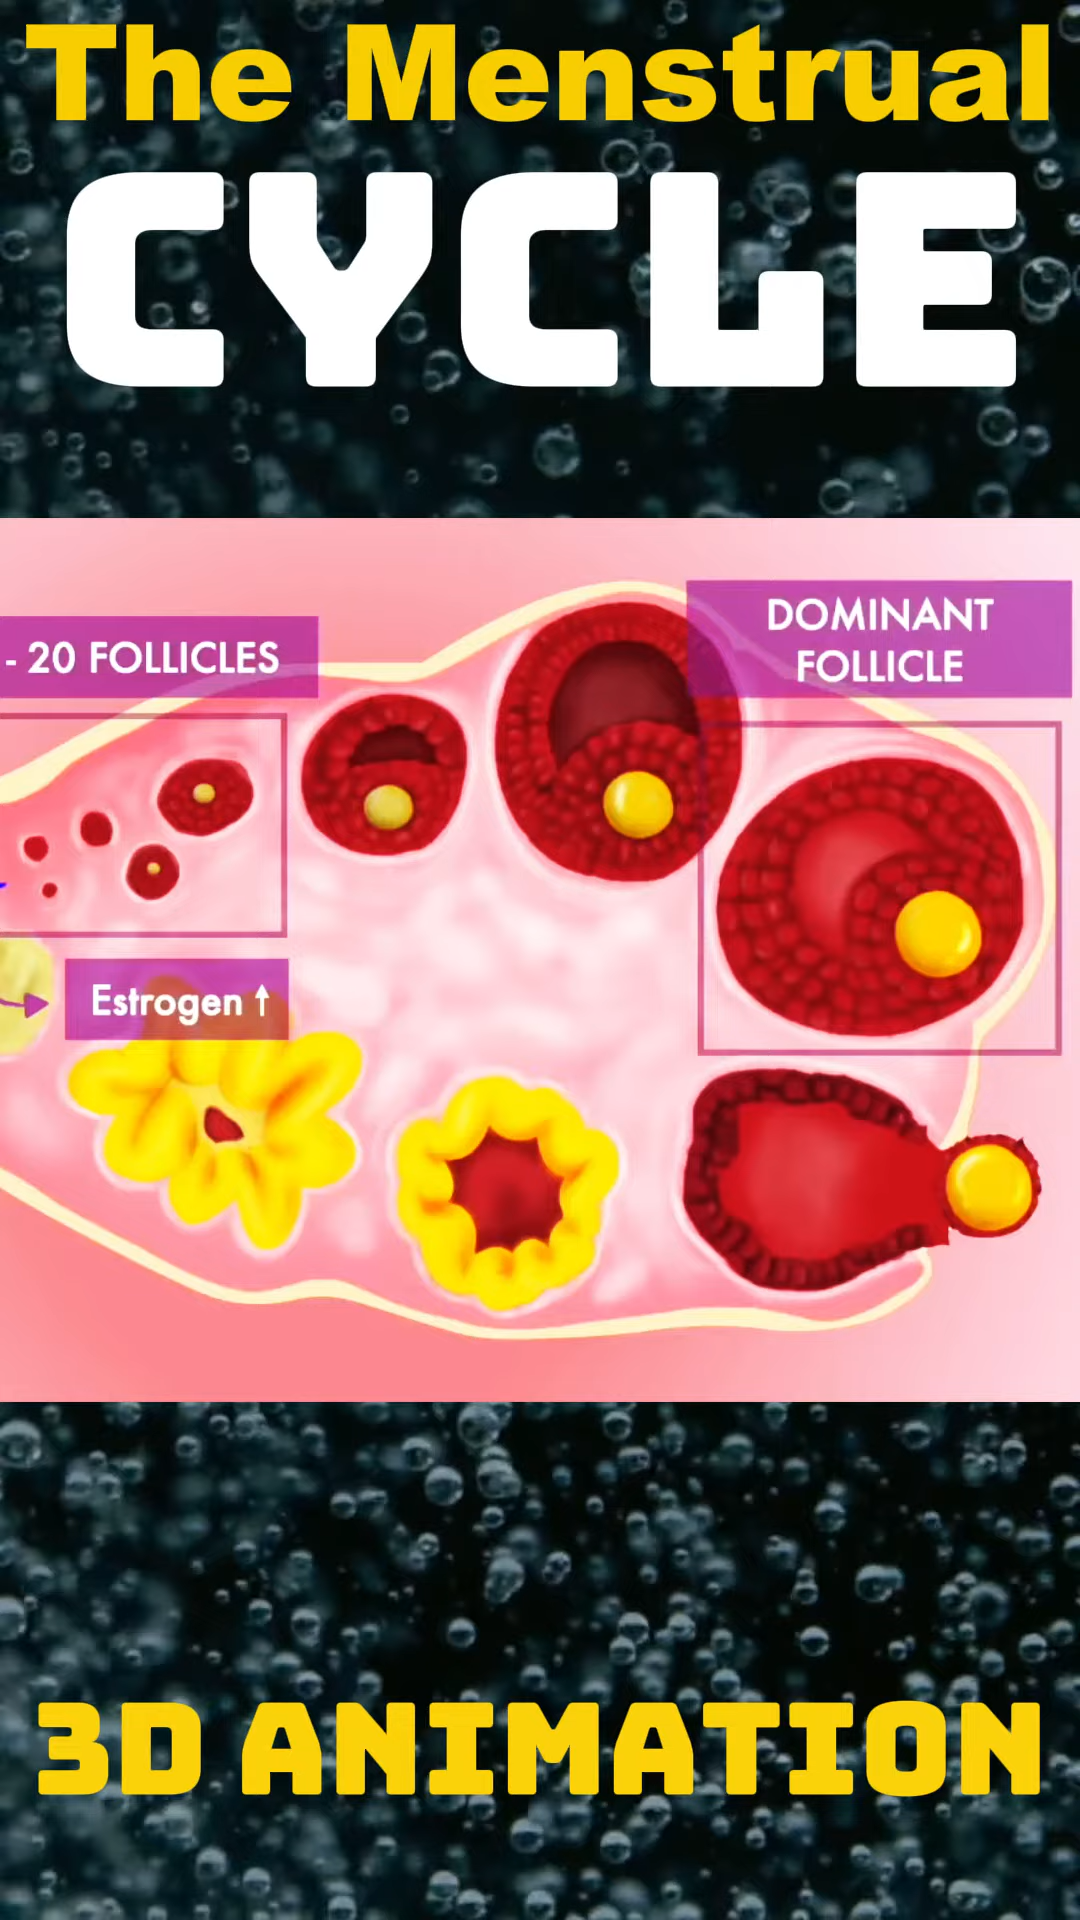 The Menstrual
CYCLE
- 20 FOLLICLES
DOMINANT
FOLLICLE
Estrogen ↑
3D ANIMATION